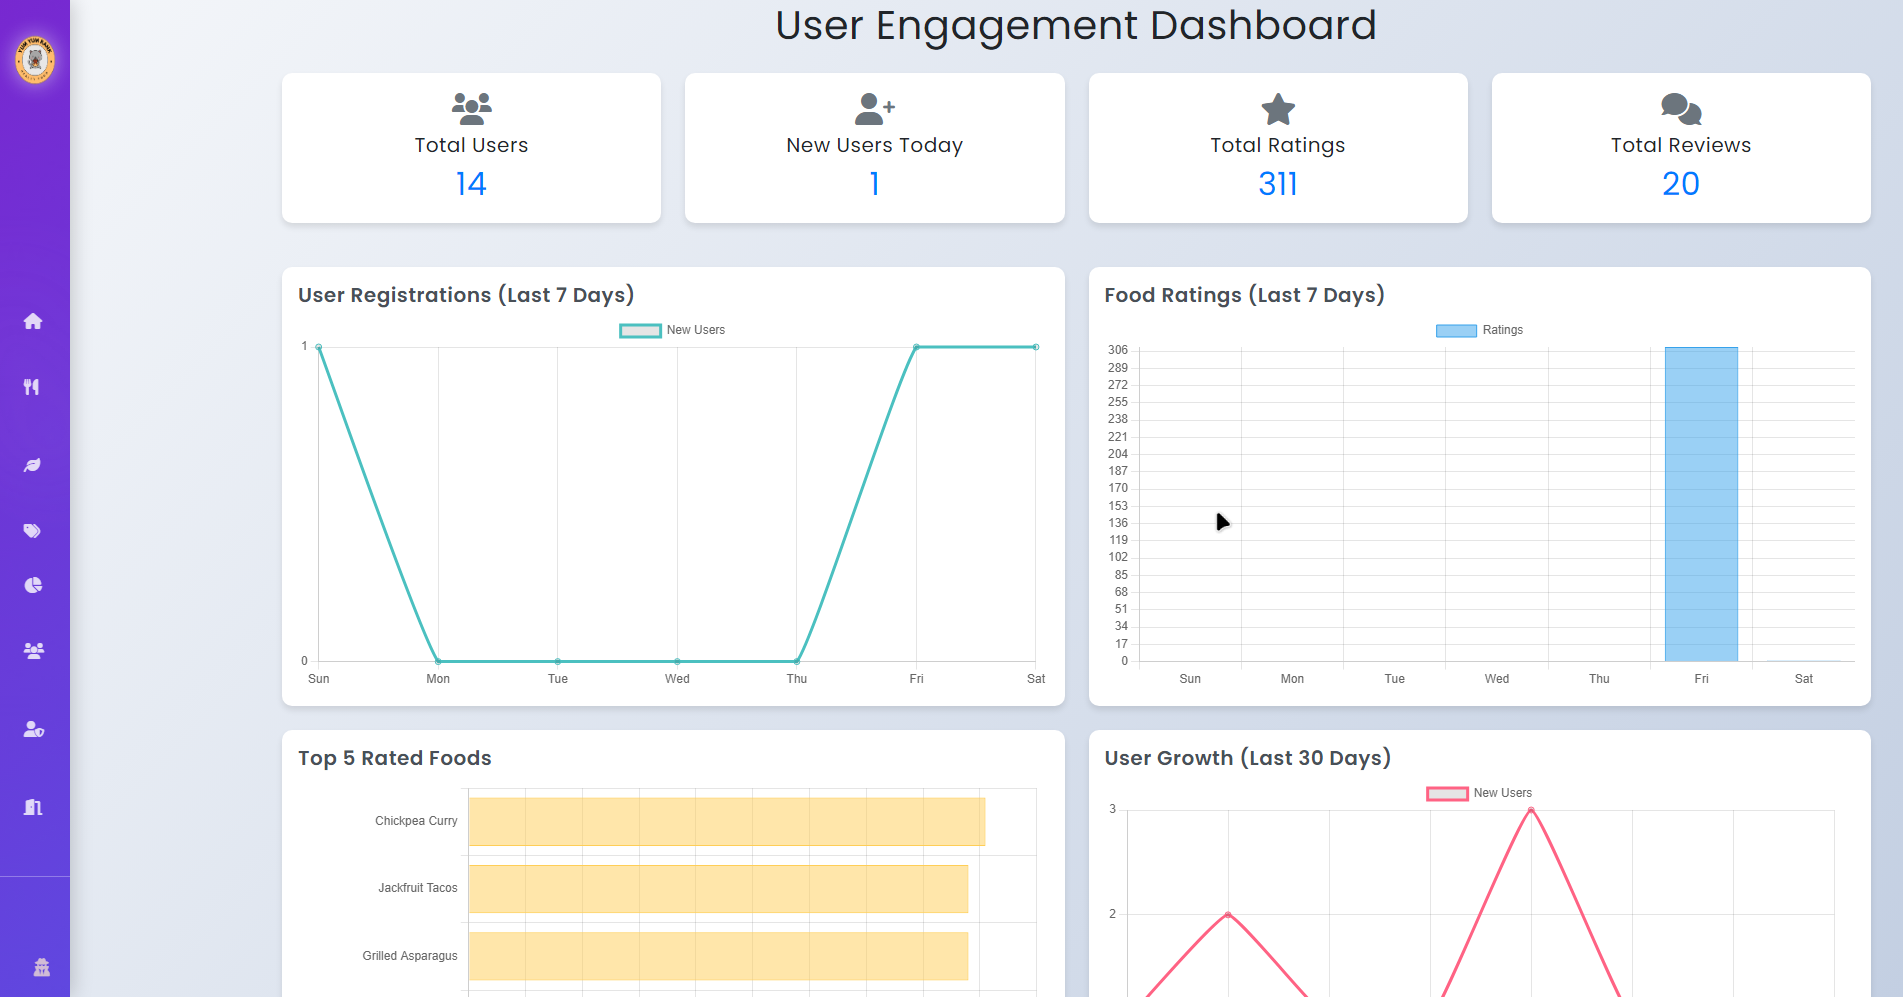 User Engagement Dashboard
YUM YUM RANK
Total Users
14
New Users Today
1
Total Ratings
311
Total Reviews
20
User Registrations (Last 7 Days)
New Users
1
0
Sun Mon Tue Wed Thu Fri Sat
Food Ratings (Last 7 Days)
Ratings
306
289
272
255
238
221
204
187
170
153
136
119
102
85
68
51
34
17
0
Sun Mon Tue Wed Thu Fri Sat
Top 5 Rated Foods
Chickpea Curry
Jackfruit Tacos
Grilled Asparagus
User Growth (Last 30 Days)
New Users
3
2